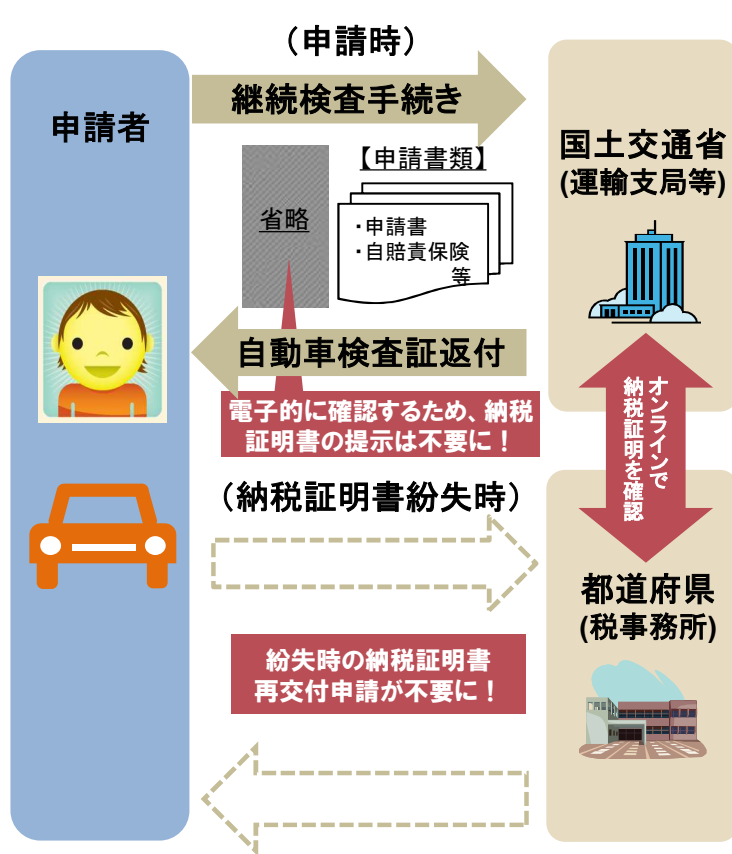 （申請時）
継続検査手続き
申請者
国土交通省
(運輸支局等)
【申請書類】
省略
・申請書
・自賠責保険
等
自動車検査証返付
電子的に確認するため、納税
証明書の提示は不要に！
オンラインで
納税証明を確認
（納税証明書紛失時）
都道府県
(税事務所)
紛失時の納税証明書
再交付申請が不要に！